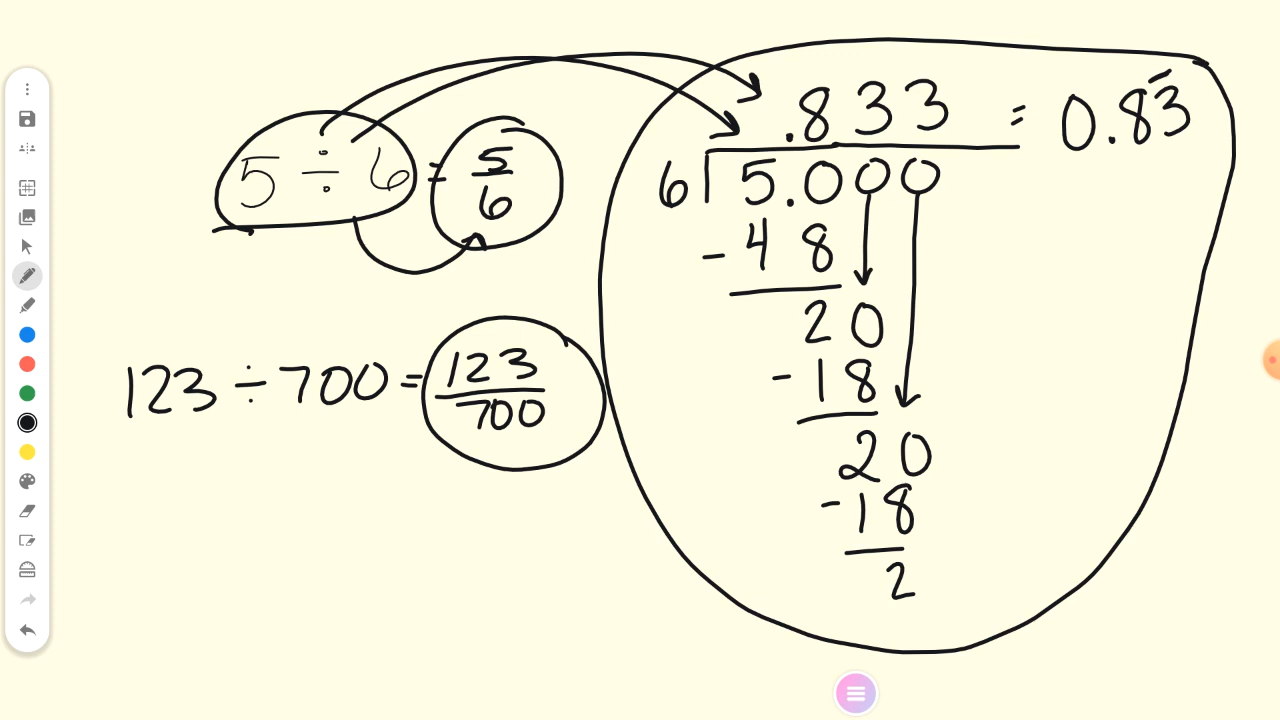 5 ÷ 6 = 5/6
123 ÷ 700 = 123/700
.833 = 0.83̅
6 5.000
- 48
20
- 18
20
- 18
2